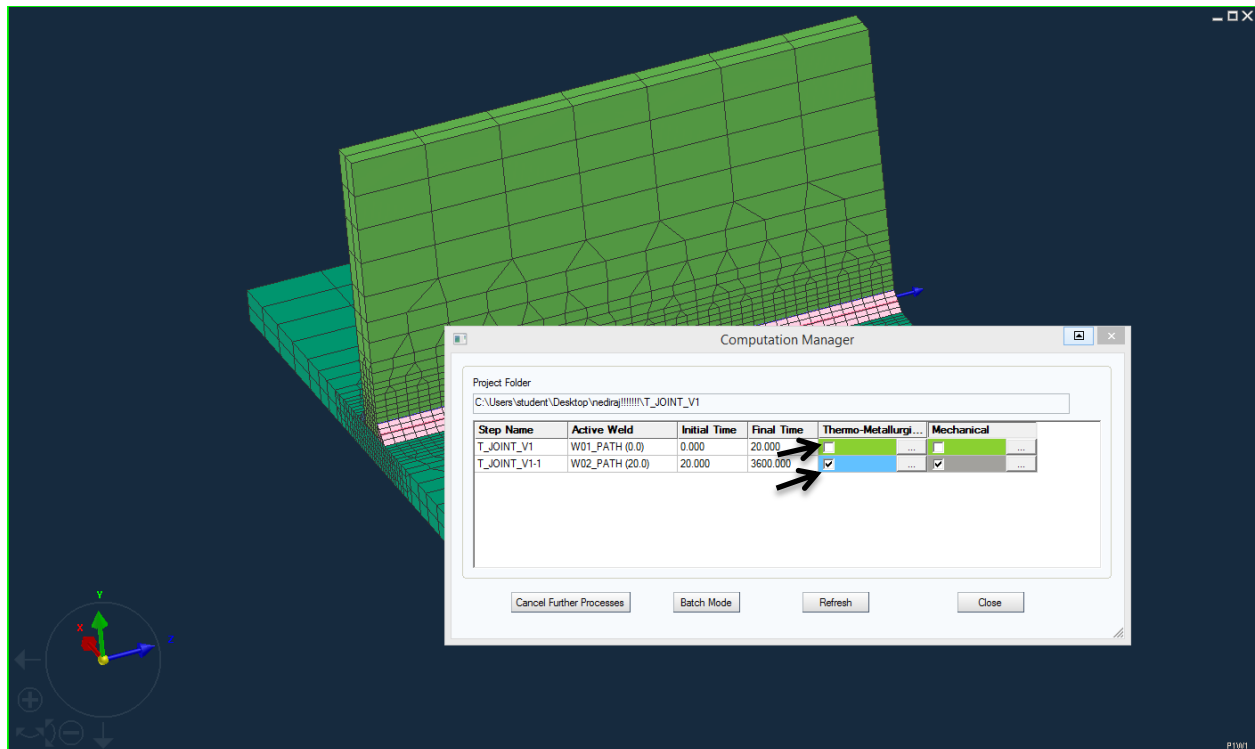 Computation Manager
Project Folder
C:\Users\student\Desktop\nediraj!!!!!!!\T_JOINT_V1
Step Name Active Weld Initial Time Final Time Thermo-Metallurgi... Mechanical
T_JOINT_V1 W01_PATH (0.0) 0.000 20.000 ... ...
T_JOINT_V1-1 W02_PATH (20.0) 20.000 3600.000 ... ...
Cancel Further Processes Batch Mode Refresh Close
Y
X
Z